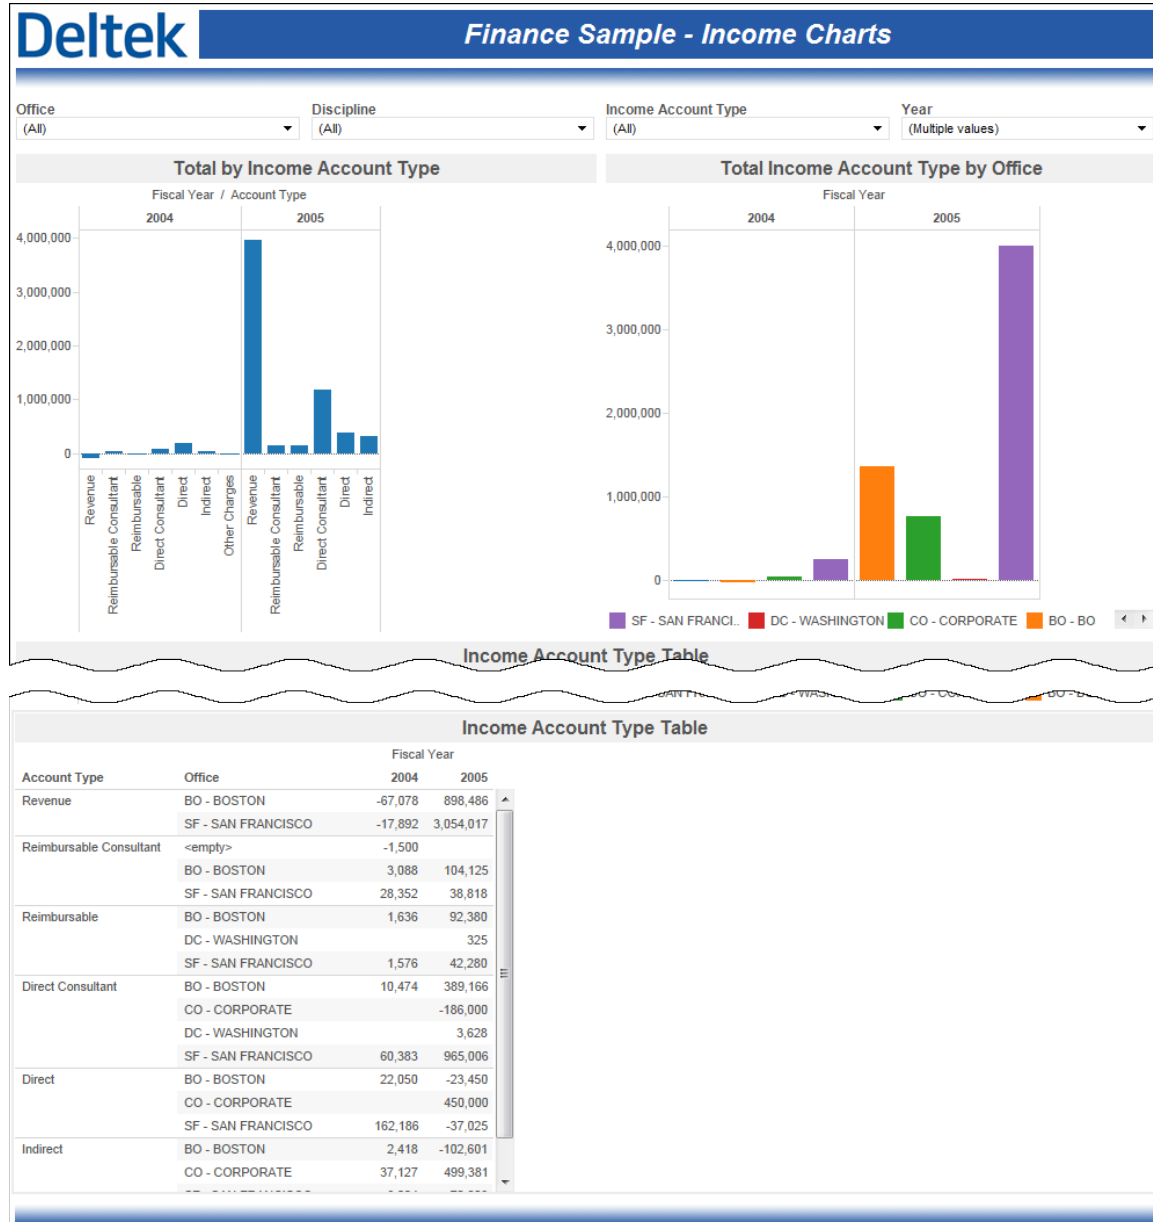 Deltek
Finance Sample - Income Charts
Office Discipline Income Account Type Year
(All) (All) (All) (Multiple values)
Total by Income Account Type
Fiscal Year / Account Type
2004 2005
4,000,000
3,000,000
2,000,000
1,000,000
0
Revenue
Reimbursable Consultant
Reimbursable
Direct Consultant
Direct
Indirect
Other Charges
Revenue
Reimbursable Consultant
Reimbursable
Direct Consultant
Direct
Indirect
Total Income Account Type by Office
Fiscal Year
2004 2005
4,000,000
3,000,000
2,000,000
1,000,000
0
SF - SAN FRANCI.. DC - WASHINGTON CO - CORPORATE BO - BO
Income Account Type Table
Income Account Type Table
Fiscal Year
Account Type Office 2004 2005
Revenue BO - BOSTON -67,078 898,486
SF - SAN FRANCISCO -17,892 3,054,017
Reimbursable Consultant <empty> -1,500
BO - BOSTON 3,088 104,125
SF - SAN FRANCISCO 28,352 38,818
Reimbursable BO - BOSTON 1,636 92,380
DC - WASHINGTON 325
SF - SAN FRANCISCO 1,576 42,280
Direct Consultant BO - BOSTON 10,474 389,166
CO - CORPORATE -186,000
DC - WASHINGTON 3,628
SF - SAN FRANCISCO 60,383 965,006
Direct BO - BOSTON 22,050 -23,450
CO - CORPORATE 450,000
SF - SAN FRANCISCO 162,186 -37,025
Indirect BO - BOSTON 2,418 -102,601
CO - CORPORATE 37,127 499,381